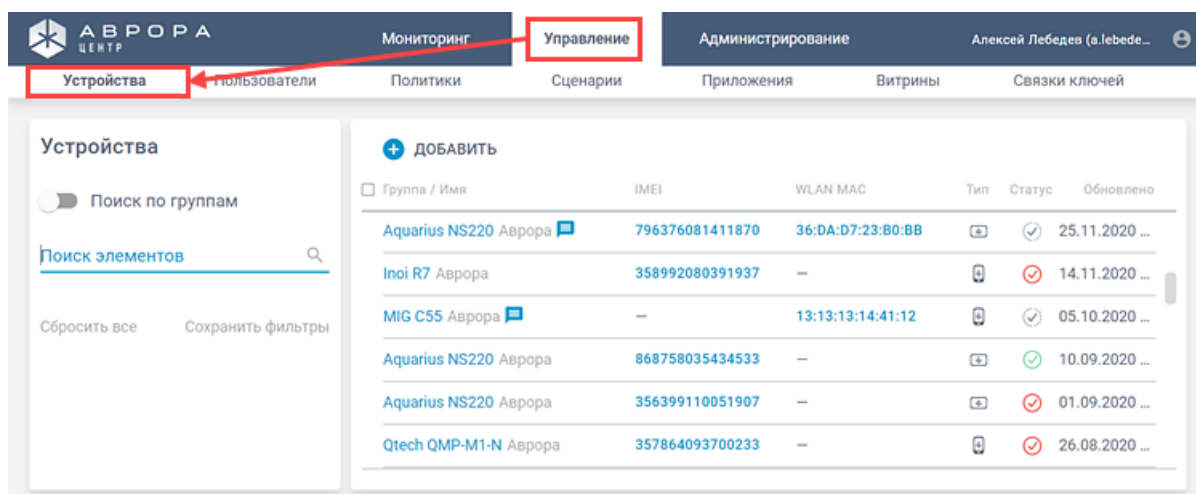 АВРОРА
ЦЕНТР
Мониторинг Управление Администрирование Алексей Лебедев (a.lebede...
Устройства Пользователи Политики Сценарии Приложения Витрины Связки ключей
Устройства
Поиск по группам
Поиск элементов
Сбросить все Сохранить фильтры
ДОБАВИТЬ
Группа / Имя IMEI WLAN MAC Тип Статус Обновлено
Aquarius NS220 Аврора 796376081411870 36:DA:D7:23:B0:BB 25.11.2020 ...
Inoi R7 Аврора 358992080391937 — 14.11.2020 ...
MIG C55 Аврора — 13:13:13:14:41:12 05.10.2020 ...
Aquarius NS220 Аврора 868758035434533 — 10.09.2020 ...
Aquarius NS220 Аврора 356399110051907 — 01.09.2020 ...
Qtech QMP-M1-N Аврора 357864093700233 — 26.08.2020 ...